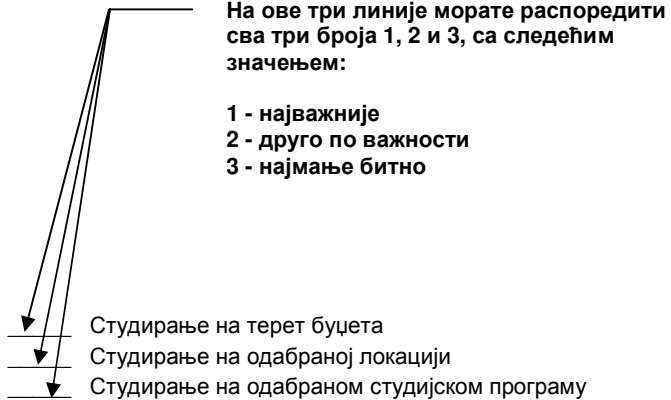 На ове три линије морате распоредити
сва три броја 1, 2 и 3, са следећим
значењем:
1 - најважније
2 - друго по важности
3 - најмање битно
Студирање на терет буџета
Студирање на одабраној локацији
Студирање на одабраном студијском програму